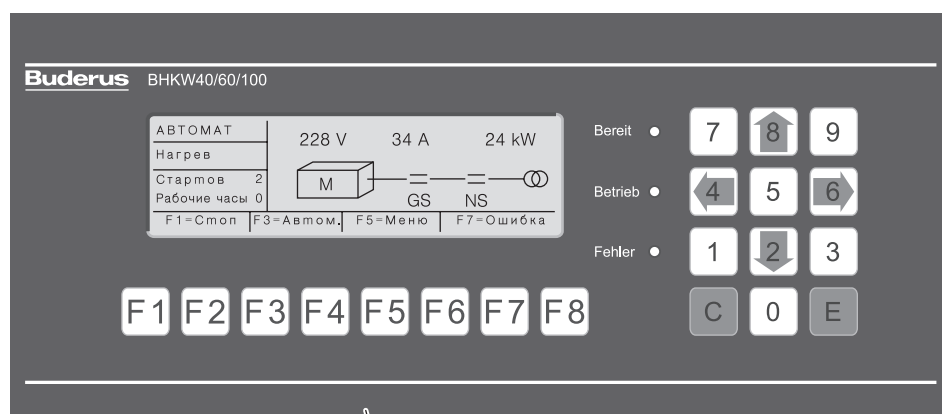 Buderus BHKW40/60/100
АВТОМАТ
Нагрев
Стартов 2
Рабочие часы 0
228 V 34 A 24 kW
M
GS NS
F1=Стоп F3=Автом. F5=Меню F7=Ошибка
Bereit
Betrieb
Fehler
7 8 9
4 5 6
1 2 3
C 0 E
F1 F2 F3 F4 F5 F6 F7 F8